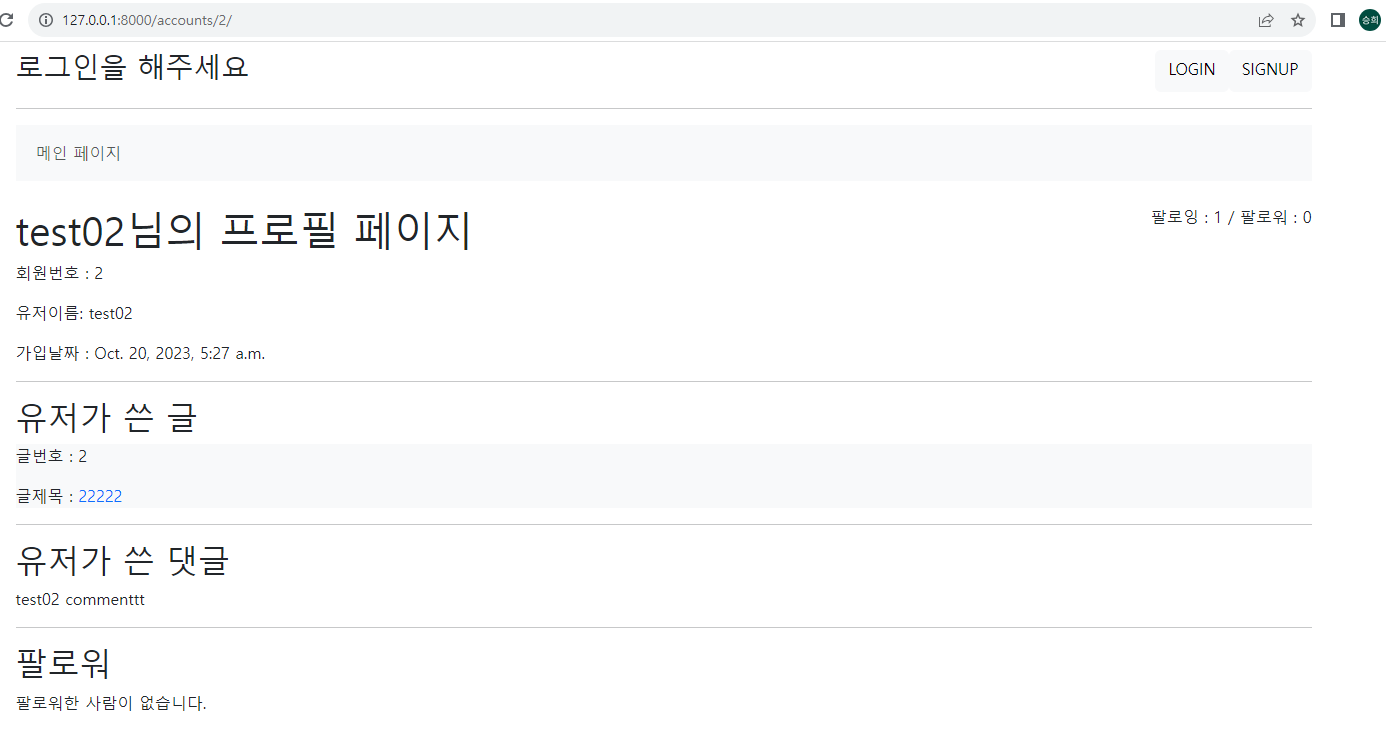 127.0.0.1:8000/accounts/2/
승희
로그인을 해주세요
LOGIN SIGNUP
메인 페이지
test02님의 프로필 페이지
팔로잉 : 1 / 팔로워 : 0
회원번호 : 2
유저이름: test02
가입날짜 : Oct. 20, 2023, 5:27 a.m.
유저가 쓴 글
글번호 : 2
글제목 : 22222
유저가 쓴 댓글
test02 commenttt
팔로워
팔로워한 사람이 없습니다.